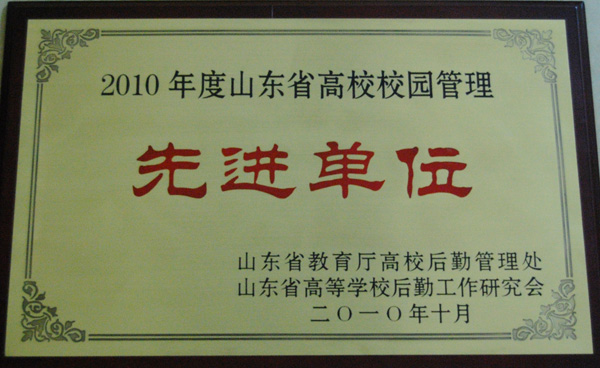 2010 年度山东省高校校园管理
先进单位
山东省教育厅高校后勤管理处
山东省高等学校后勤工作研究会
二〇一〇年十月